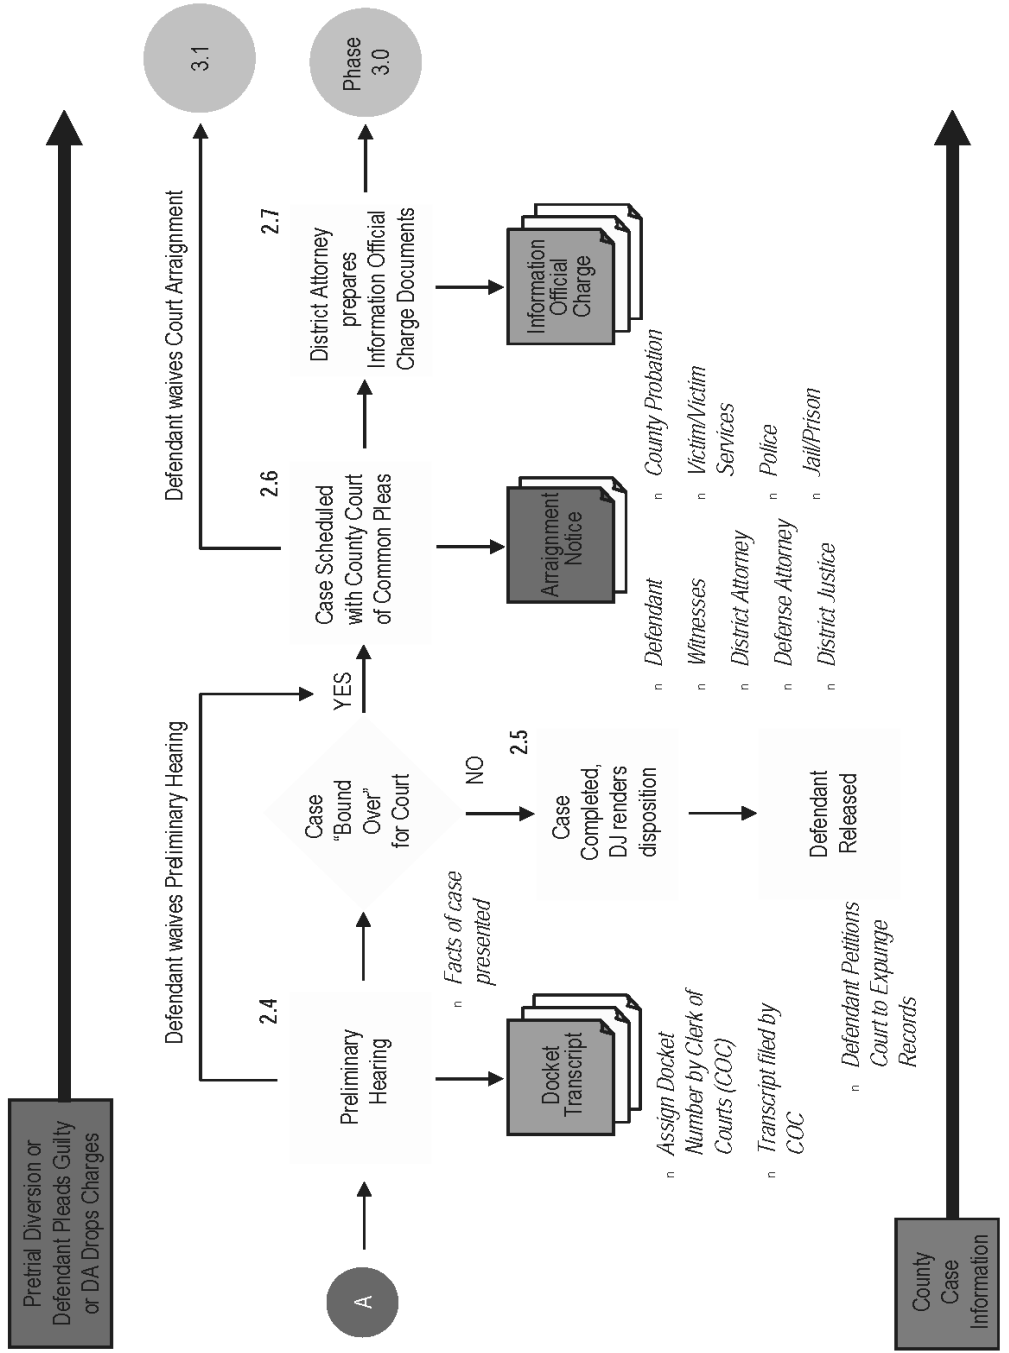 Pretrial Diversion or
Defendant Pleads Guilty
or DA Drops Charges
Defendant waives Preliminary Hearing
Defendant waives Court Arraignment
3.1
A
2.4
Preliminary
Hearing
Case
“Bound
Over”
for Court
YES
NO
2.6
Case Scheduled
with County Court
of Common Pleas
2.7
District Attorney
prepares
Information Official
Charge Documents
Phase
3.0
n Facts of case
presented
Docket
Transcript
n Assign Docket
Number by Clerk of
Courts (COC)
n Transcript filed by
COC
2.5
Case
Completed,
DJ renders
disposition
Defendant
Released
n Defendant Petitions
Court to Expunge
Records
Arraignment
Notice
n Defendant
n Witnesses
n District Attorney
n Defense Attorney
n District Justice
n County Probation
n Victim/Victim
Services
n Police
n Jail/Prison
Information
Official
Charge
County
Case
Information